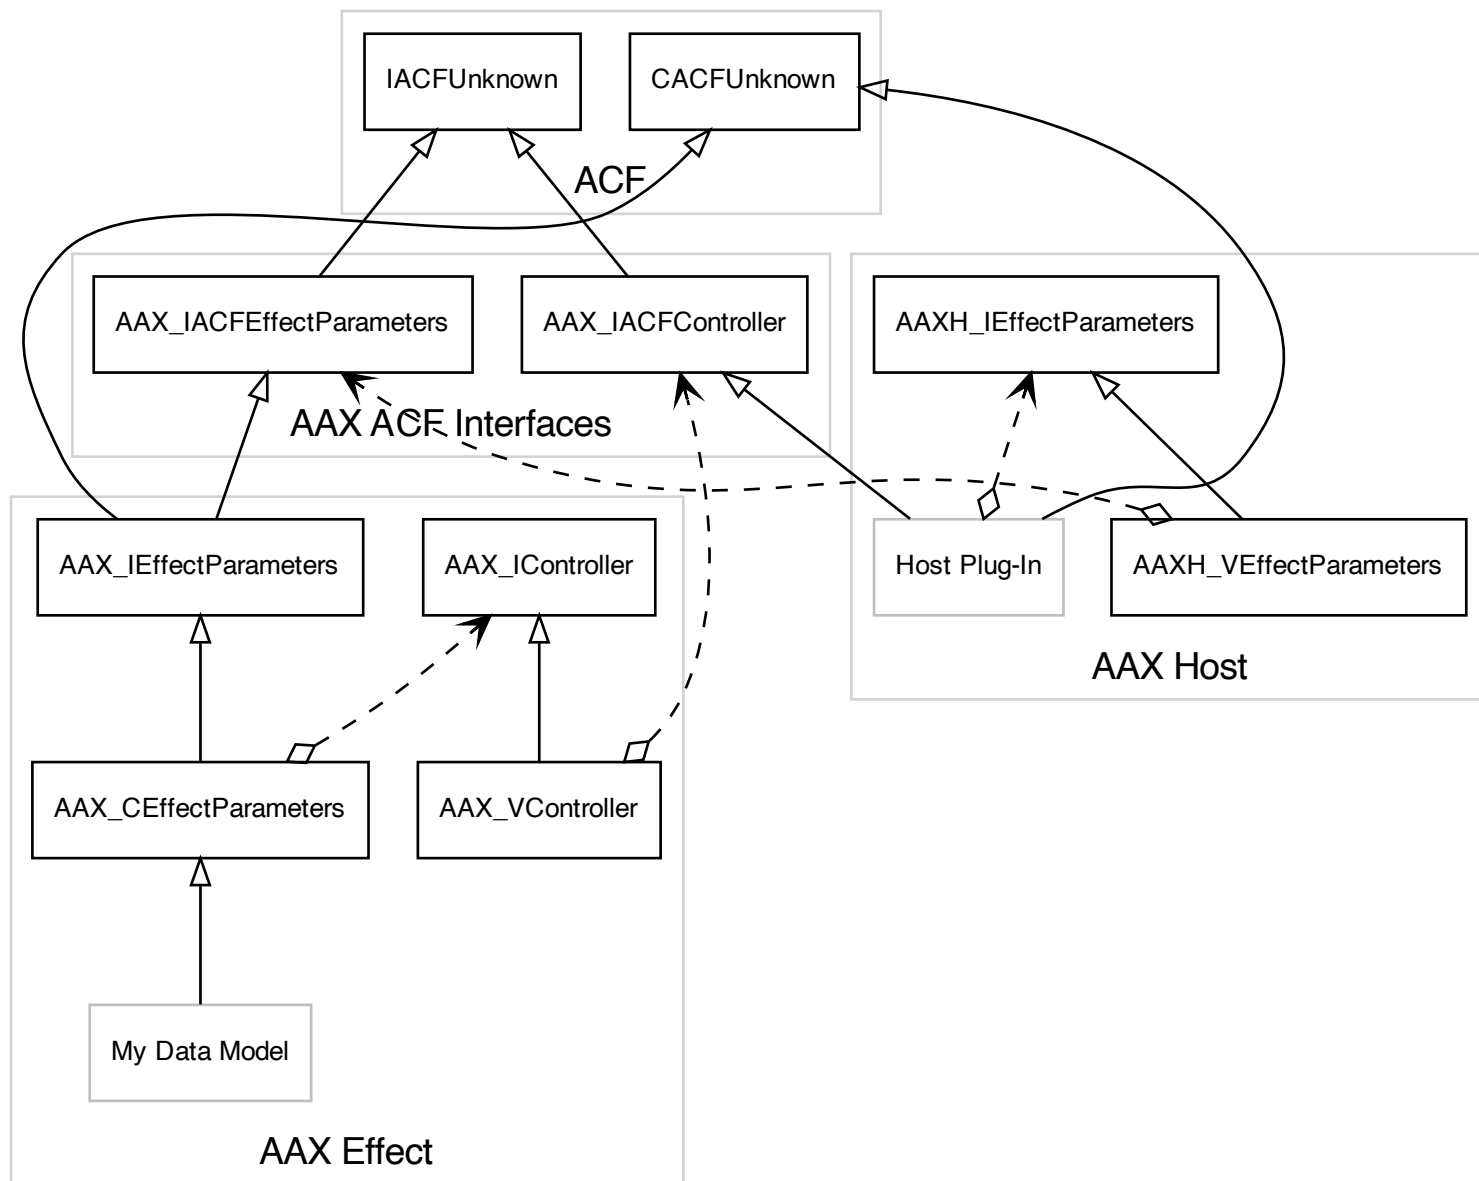 IACFUnknown
CACFUnknown
ACF
AAX_IACFEffectParameters
AAX_IACFController
AAXH_IEffectParameters
AAX ACF Interfaces
AAX_IEffectParameters
AAX_IController
Host Plug-In
AAXH_VEffectParameters
AAX Host
AAX_CEffectParameters
AAX_VController
My Data Model
AAX Effect